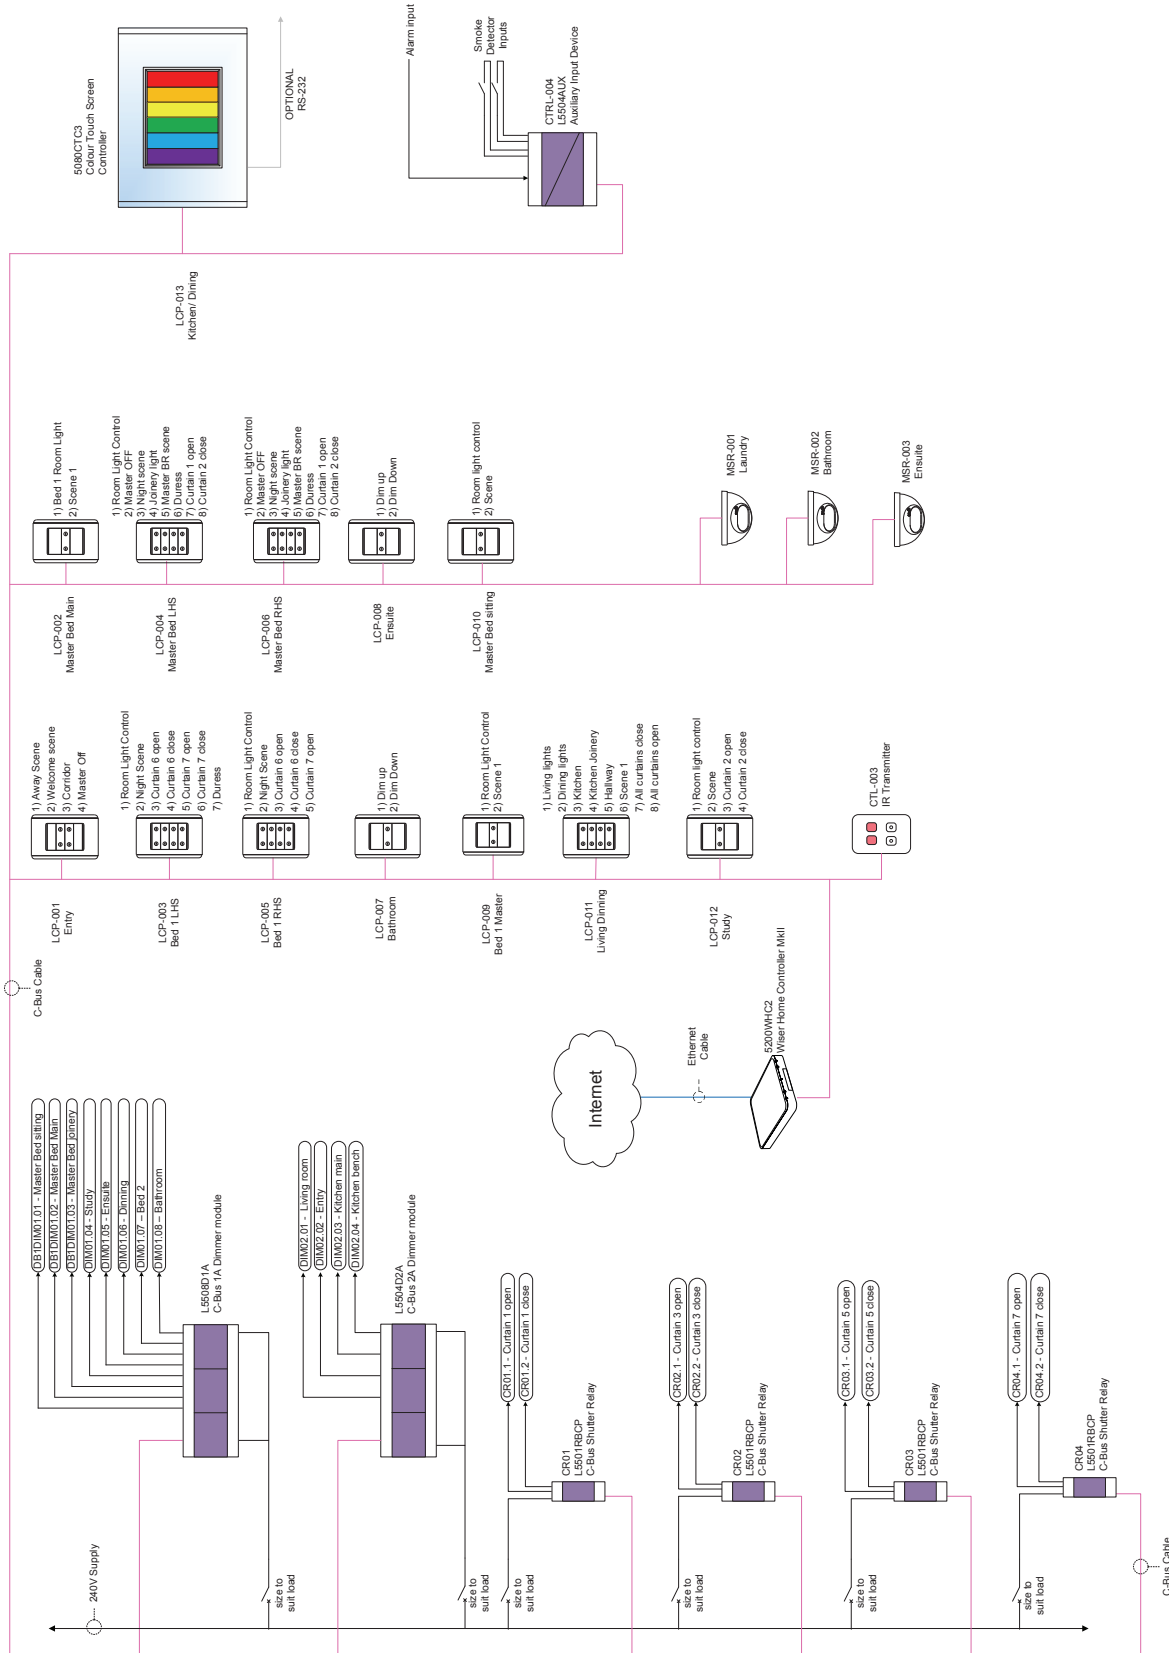 5080CTC3
Colour Touch Screen
Controller
OPTIONAL
RS-232
Alarm input
Smoke
Detector
Inputs
CTRL-004
L5504AUX
Auxiliary Input Device
LCP-013
Kitchen/ Dining
1) Bed 1 Room Light
2) Scene 1
LCP-002
Master Bed Main
1) Room Light Control
2) Master OFF
3) Night scene
4) Joinery light
5) Master BR scene
6) Duress
7) Curtain 1 open
8) Curtain 2 close
LCP-004
Master Bed LHS
1) Room Light Control
2) Master OFF
3) Night scene
4) Joinery light
5) Master BR scene
6) Duress
7) Curtain 1 open
8) Curtain 2 close
LCP-006
Master Bed RHS
1) Dim up
2) Dim Down
LCP-008
Ensuite
1) Room light control
2) Scene
LCP-010
Master Bed sitting
MSR-001
Laundry
MSR-002
Bathroom
MSR-003
Ensuite
1) Away Scene
2) Welcome scene
3) Corridor
4) Master Off
LCP-001
Entry
1) Room Light Control
2) Night Scene
3) Curtain 6 open
4) Curtain 6 close
5) Curtain 7 open
6) Curtain 7 close
7) Duress
LCP-003
Bed 1 LHS
1) Room Light Control
2) Night Scene
3) Curtain 6 open
4) Curtain 6 close
5) Curtain 7 open
LCP-005
Bed 1 RHS
1) Dim up
2) Dim Down
LCP-007
Bathroom
1) Room Light Control
2) Scene 1
LCP-009
Bed 1 Master
1) Living lights
2) Dining lights
3) Kitchen
4) Kitchen Joinery
5) Hallway
6) Scene 1
7) All curtains close
8) All curtains open
LCP-011
Living Dinning
1) Room light control
2) Scene
3) Curtain 2 open
4) Curtain 2 close
LCP-012
Study
CTL-003
IR Transmitter
C-Bus Cable
Internet
Ethernet
Cable
5200WHC2
Wiser Home Controller MkII
DB1DIM01.01 - Master Bed sitting
DB1DIM01.02 - Master Bed Main
DB1DIM01.03 - Master Bed joinery
DIM01.04 - Study
DIM01.05 - Ensuite
DIM01.06 - Dinning
DIM01.07 – Bed 2
DIM01.08 – Bathroom
L5508D1A
C-Bus 1A Dimmer module
DIM02.01 - Living room
DIM02.02 - Entry
DIM02.03 - Kitchen main
DIM02.04 - Kitchen bench
L5504D2A
C-Bus 2A Dimmer module
CR01.1 - Curtain 1 open
CR01.2 - Curtain 1 close
CR01
L5501RBCP
C-Bus Shutter Relay
CR02.1 - Curtain 3 open
CR02.2 - Curtain 3 close
CR02
L5501RBCP
C-Bus Shutter Relay
CR03.1 - Curtain 5 open
CR03.2 - Curtain 5 close
CR03
L5501RBCP
C-Bus Shutter Relay
CR04.1 - Curtain 7 open
CR04.2 - Curtain 7 close
CR04
L5501RBCP
C-Bus Shutter Relay
240V Supply
size to
suit load
size to
suit load
size to
suit load
size to
suit load
size to
suit load
size to
suit load
C-Bus Cable